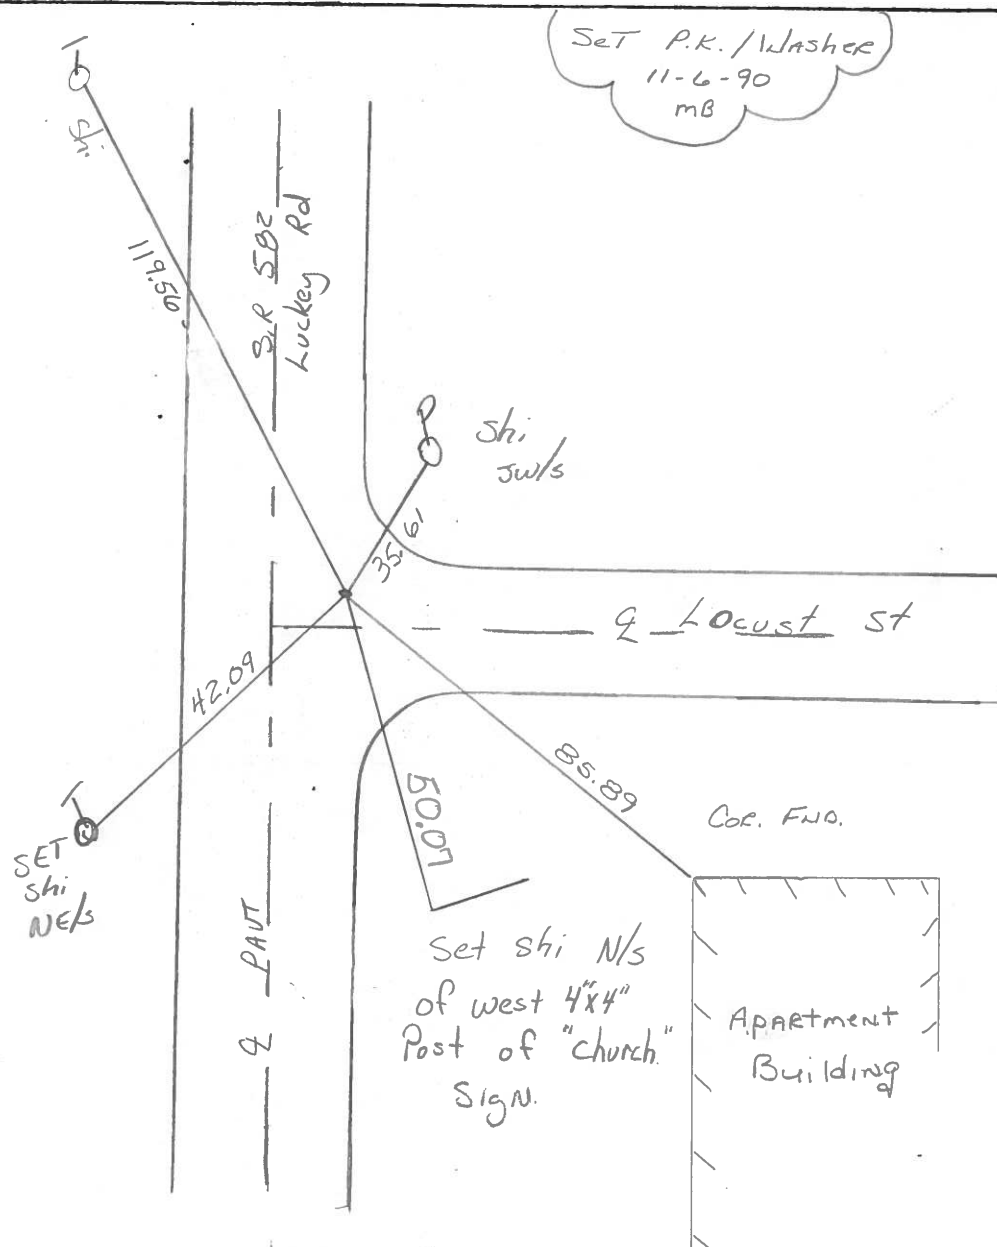 SeT P.K./WASher
11-6-90
mB
T
shi.
119.56
S.R 582
Luckey Rd
P
shi
JW/S
35.61
℄ Locust St
42.09
T
SET
shi
NE/S
50.07
85.89
Cor. FND.
℄ PAVT
Set shi N/S
of west 4"x4"
Post of "church"
SIgN.
APARtmeNt
Building